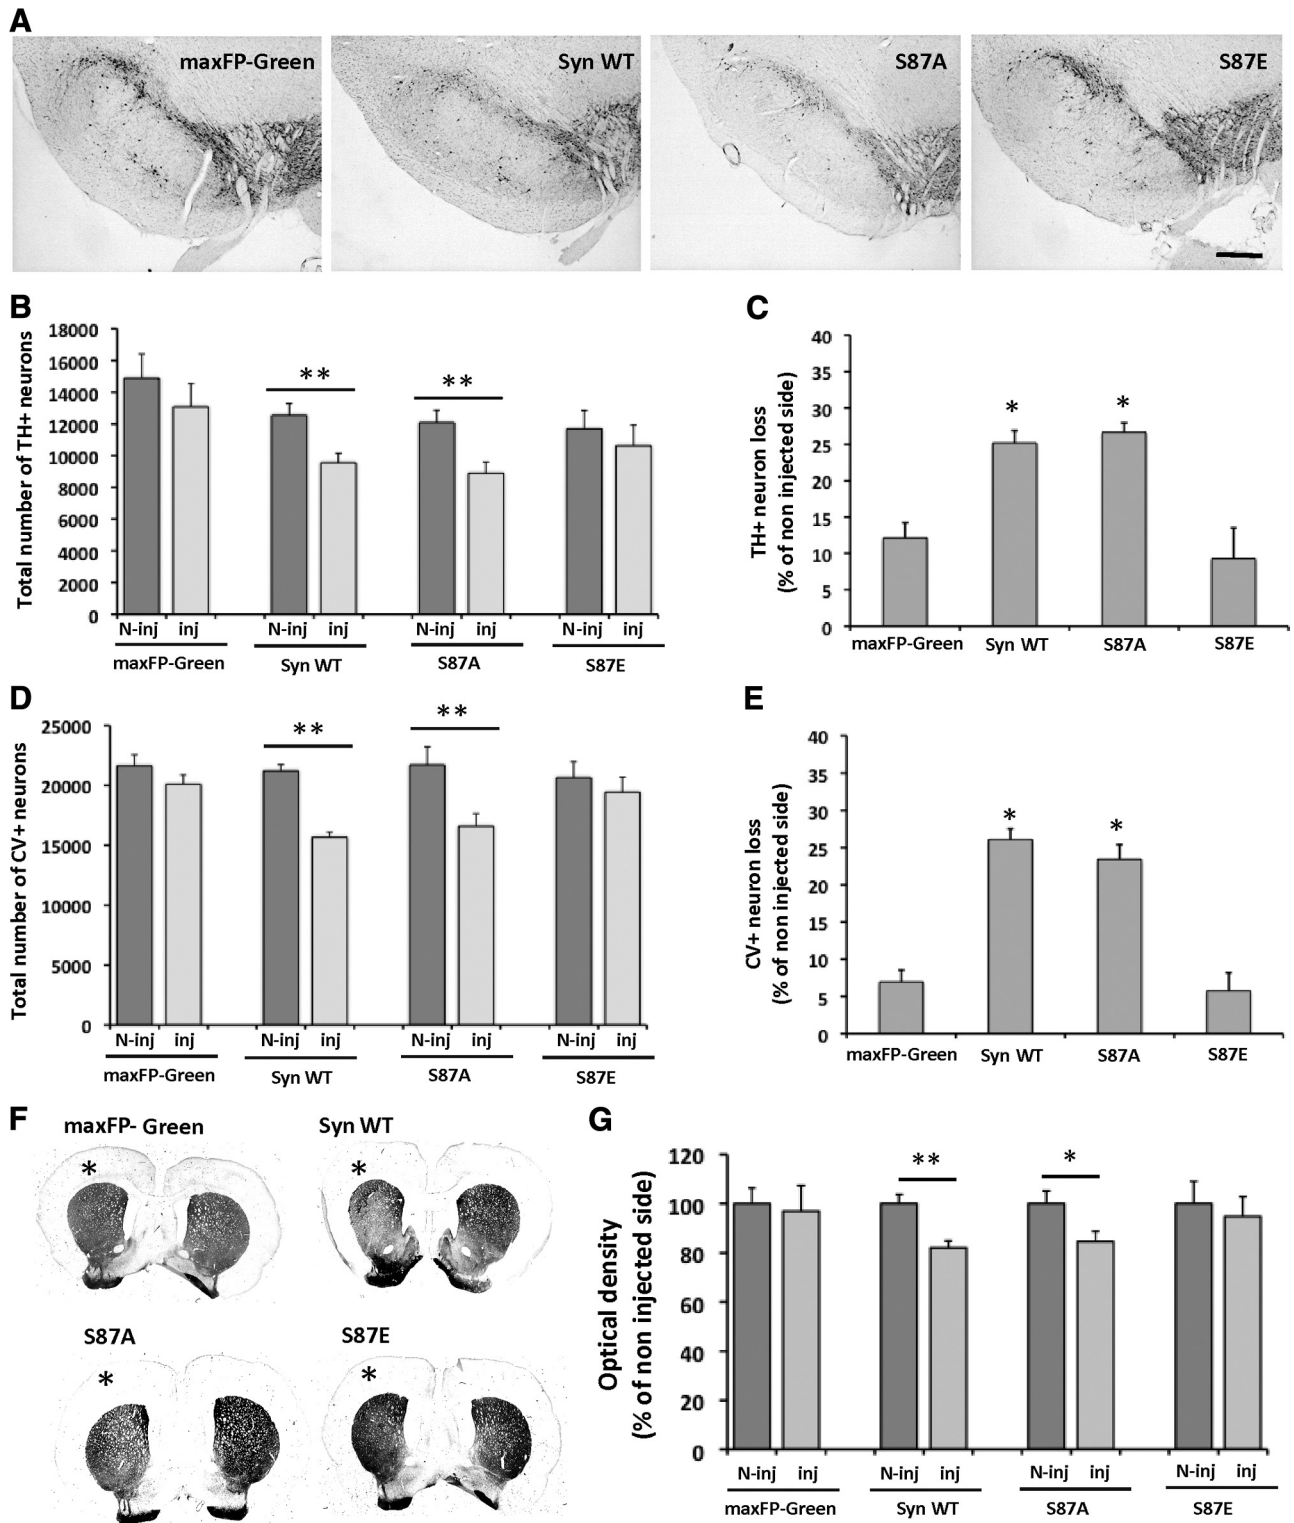 A
maxFP-Green
Syn WT
S87A
S87E
B
Total number of TH+ neurons
18000
16000
14000
12000
10000
8000
6000
4000
2000
0
**
**
N-inj inj N-inj inj N-inj inj N-inj inj
maxFP-Green Syn WT S87A S87E
C
TH+ neuron loss
(% of non injected side)
40
35
30
25
20
15
10
5
0
*
*
maxFP-Green Syn WT S87A S87E
D
Total number of CV+ neurons
25000
20000
15000
10000
5000
0
**
**
N-inj inj N-inj inj N-inj inj N-inj inj
maxFP-Green Syn WT S87A S87E
E
CV+ neuron loss
(% of non injected side)
40
35
30
25
20
15
10
5
0
*
*
maxFP-Green Syn WT S87A S87E
F
maxFP- Green
*
Syn WT
*
S87A
*
S87E
*
G
Optical density
(% of non injected side)
120
100
80
60
40
20
0
**
*
N-inj inj N-inj inj N-inj inj N-inj inj
maxFP-Green Syn WT S87A S87E